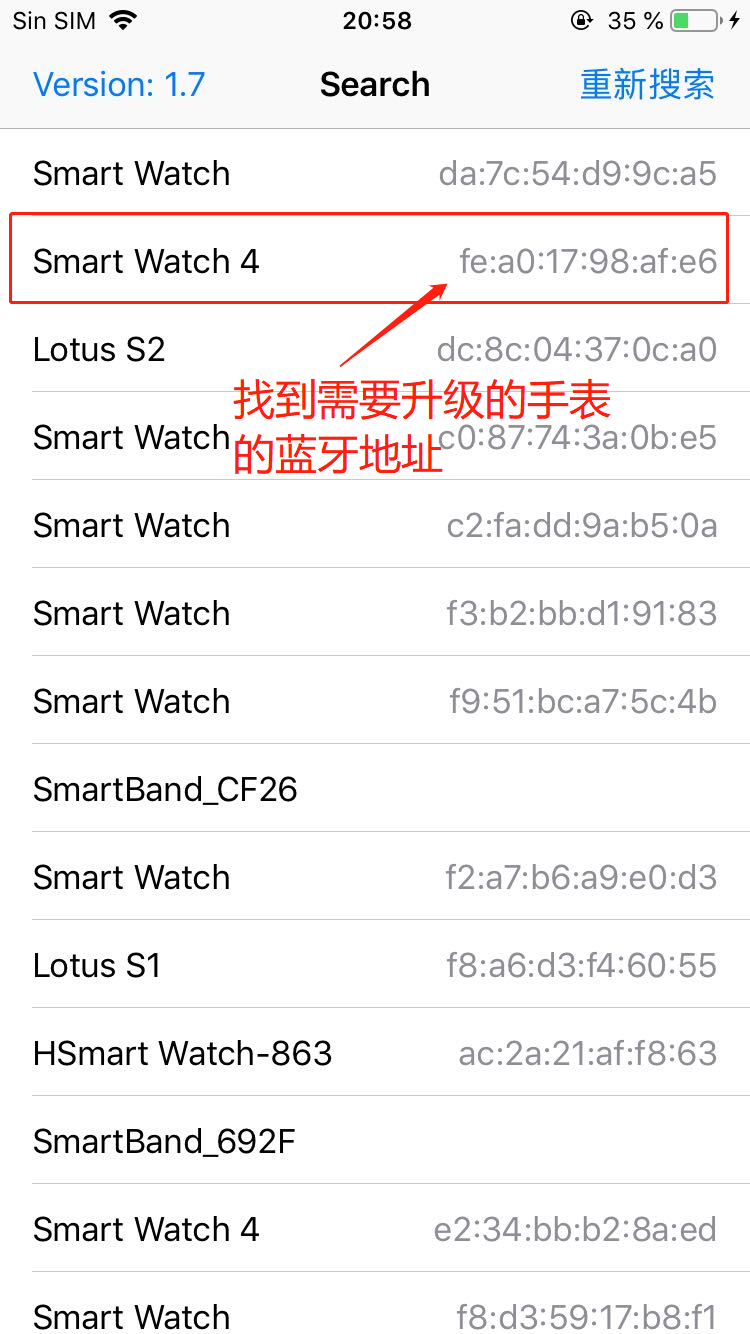 Sin SIM 20:58 35 %
Version: 1.7 Search 重新搜索
Smart Watch da:7c:54:d9:9c:a5
Smart Watch 4 fe:a0:17:98:af:e6
Lotus S2 dc:8c:04:37:0c:a0
找到需要升级的手表
的蓝牙地址
Smart Watch c0:87:74:3a:0b:e5
Smart Watch c2:fa:dd:9a:b5:0a
Smart Watch f3:b2:bb:d1:91:83
Smart Watch f9:51:bc:a7:5c:4b
SmartBand_CF26
Smart Watch f2:a7:b6:a9:e0:d3
Lotus S1 f8:a6:d3:f4:60:55
HSmart Watch-863 ac:2a:21:af:f8:63
SmartBand_692F
Smart Watch 4 e2:34:bb:b2:8a:ed
Smart Watch f8:d3:59:17:b8:f1